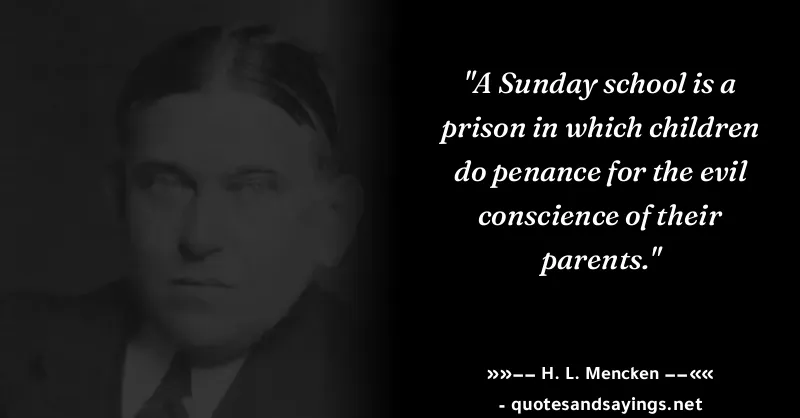 "A Sunday school is a
prison in which children
do penance for the evil
conscience of their
parents."
»»–– H. L. Mencken ––««
- quotesandsayings.net